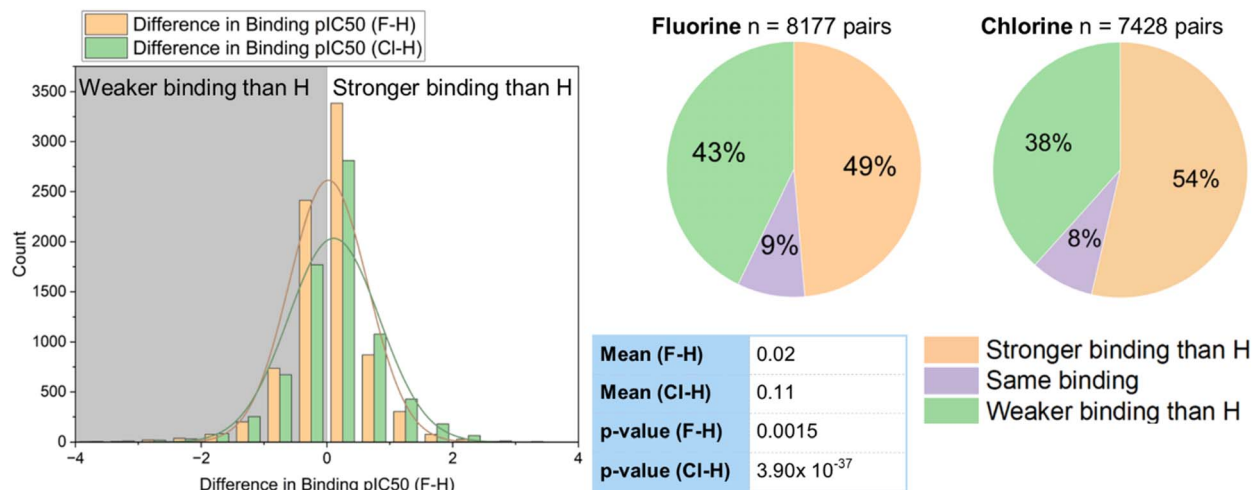 Difference in Binding pIC50 (F-H)
Difference in Binding pIC50 (Cl-H)
Weaker binding than H
Stronger binding than H
3500
3000
2500
2000
1500
1000
500
0
Count
−4
−2
0
2
4
Difference in Binding pIC50 (F-H)
Fluorine n = 8177 pairs
43%
49%
9%
Chlorine n = 7428 pairs
38%
54%
8%
Mean (F-H) 0.02
Mean (Cl-H) 0.11
p-value (F-H) 0.0015
p-value (Cl-H) 3.90x 10⁻³⁷
Stronger binding than H
Same binding
Weaker binding than H